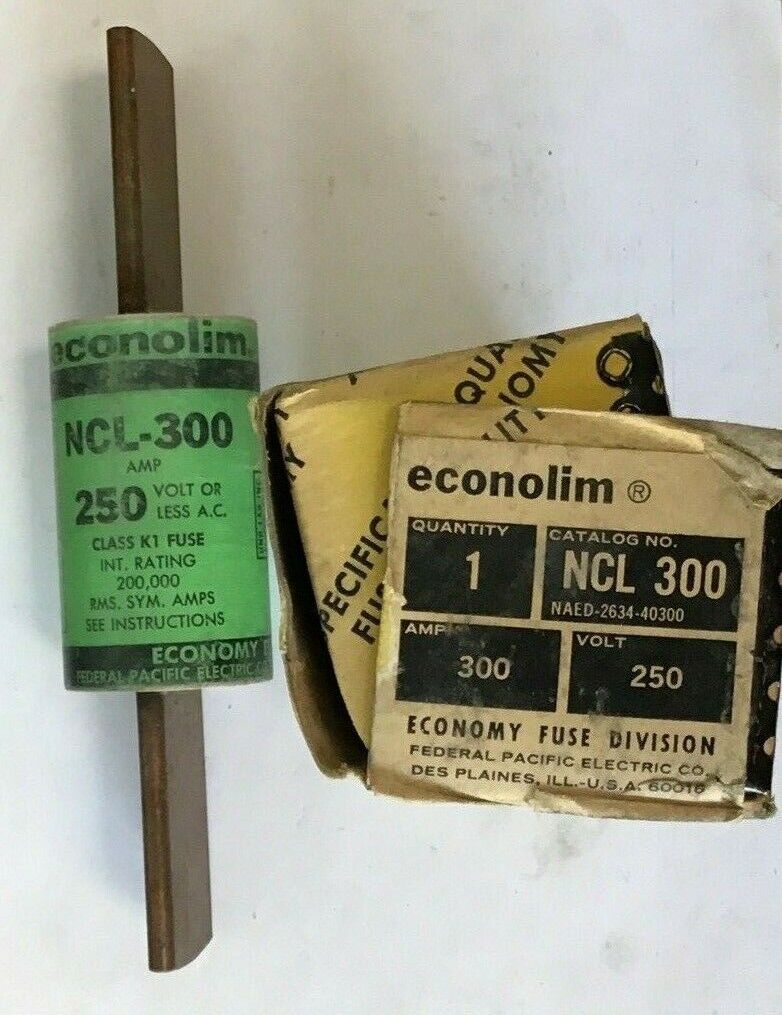 econolim
NCL-300
AMP
250 VOLT OR
LESS A.C.
CLASS K1 FUSE
INT. RATING
200,000
RMS. SYM. AMPS
SEE INSTRUCTIONS
ECONOMY
FEDERAL PACIFIC ELECTRIC
econolim ®
QUANTITY
1
CATALOG NO.
NCL 300
NAED-2634-40300
AMP
300
VOLT
250
ECONOMY FUSE DIVISION
FEDERAL PACIFIC ELECTRIC CO.
DES PLAINES, ILL.-U.S.A. 60016